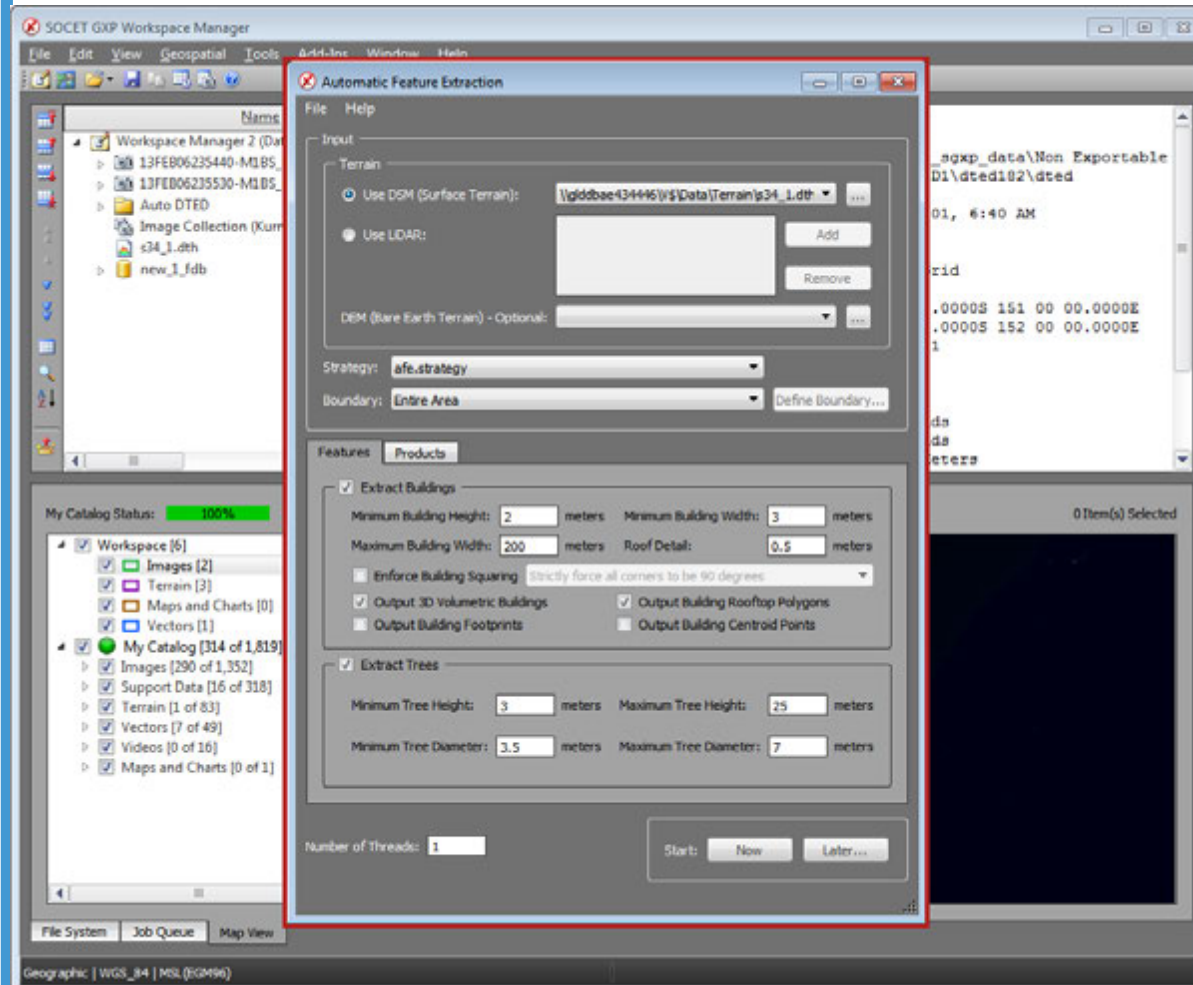 SOCET GXP Workspace Manager
File Edit View Geospatial Tools Add-Ins Window Help
Name
Workspace Manager 2 (Dat
13FEB06235440-M1BS_
13FEB06235530-M1BS_
Auto DTED
Image Collection (Kurr
s34_1.dth
new_1_fdb
_sgxp_data\Non Exportable
D1\dted182\dted
01, 6:40 AM
rid
.0000S 151 00 00.0000E
.0000S 152 00 00.0000E
1
ds
ds
eters
Automatic Feature Extraction
File Help
Input
Terrain
Use DSM (Surface Terrain):
\Data\Terrain\s34_1.dth
...
Use LiDAR:
Add
Remove
DEM (Bare Earth Terrain) - Optional:
...
Strategy: afe.strategy
Boundary: Entire Area Define Boundary...
Features Products
Extract Buildings
Minimum Building Height: 2 meters Minimum Building Width: 3 meters
Maximum Building Width: 200 meters Roof Detail: 0.5 meters
Enforce Building Squaring Strictly force all corners to be 90 degrees
Output 3D Volumetric Buildings Output Building Rooftop Polygons
Output Building Footprints Output Building Centroid Points
Extract Trees
Minimum Tree Height: 3 meters Maximum Tree Height: 25 meters
Minimum Tree Diameter: 3.5 meters Maximum Tree Diameter: 7 meters
Number of Threads: 1
Start: Now Later...
My Catalog Status: 100%
0 Item(s) Selected
Workspace [6]
Images [2]
Terrain [3]
Maps and Charts [0]
Vectors [1]
My Catalog [314 of 1,819]
Images [290 of 1,352]
Support Data [16 of 318]
Terrain [1 of 83]
Vectors [7 of 49]
Videos [0 of 16]
Maps and Charts [0 of 1]
File System Job Queue Map View
Geographic | WGS_84 | MSL (EGM96)